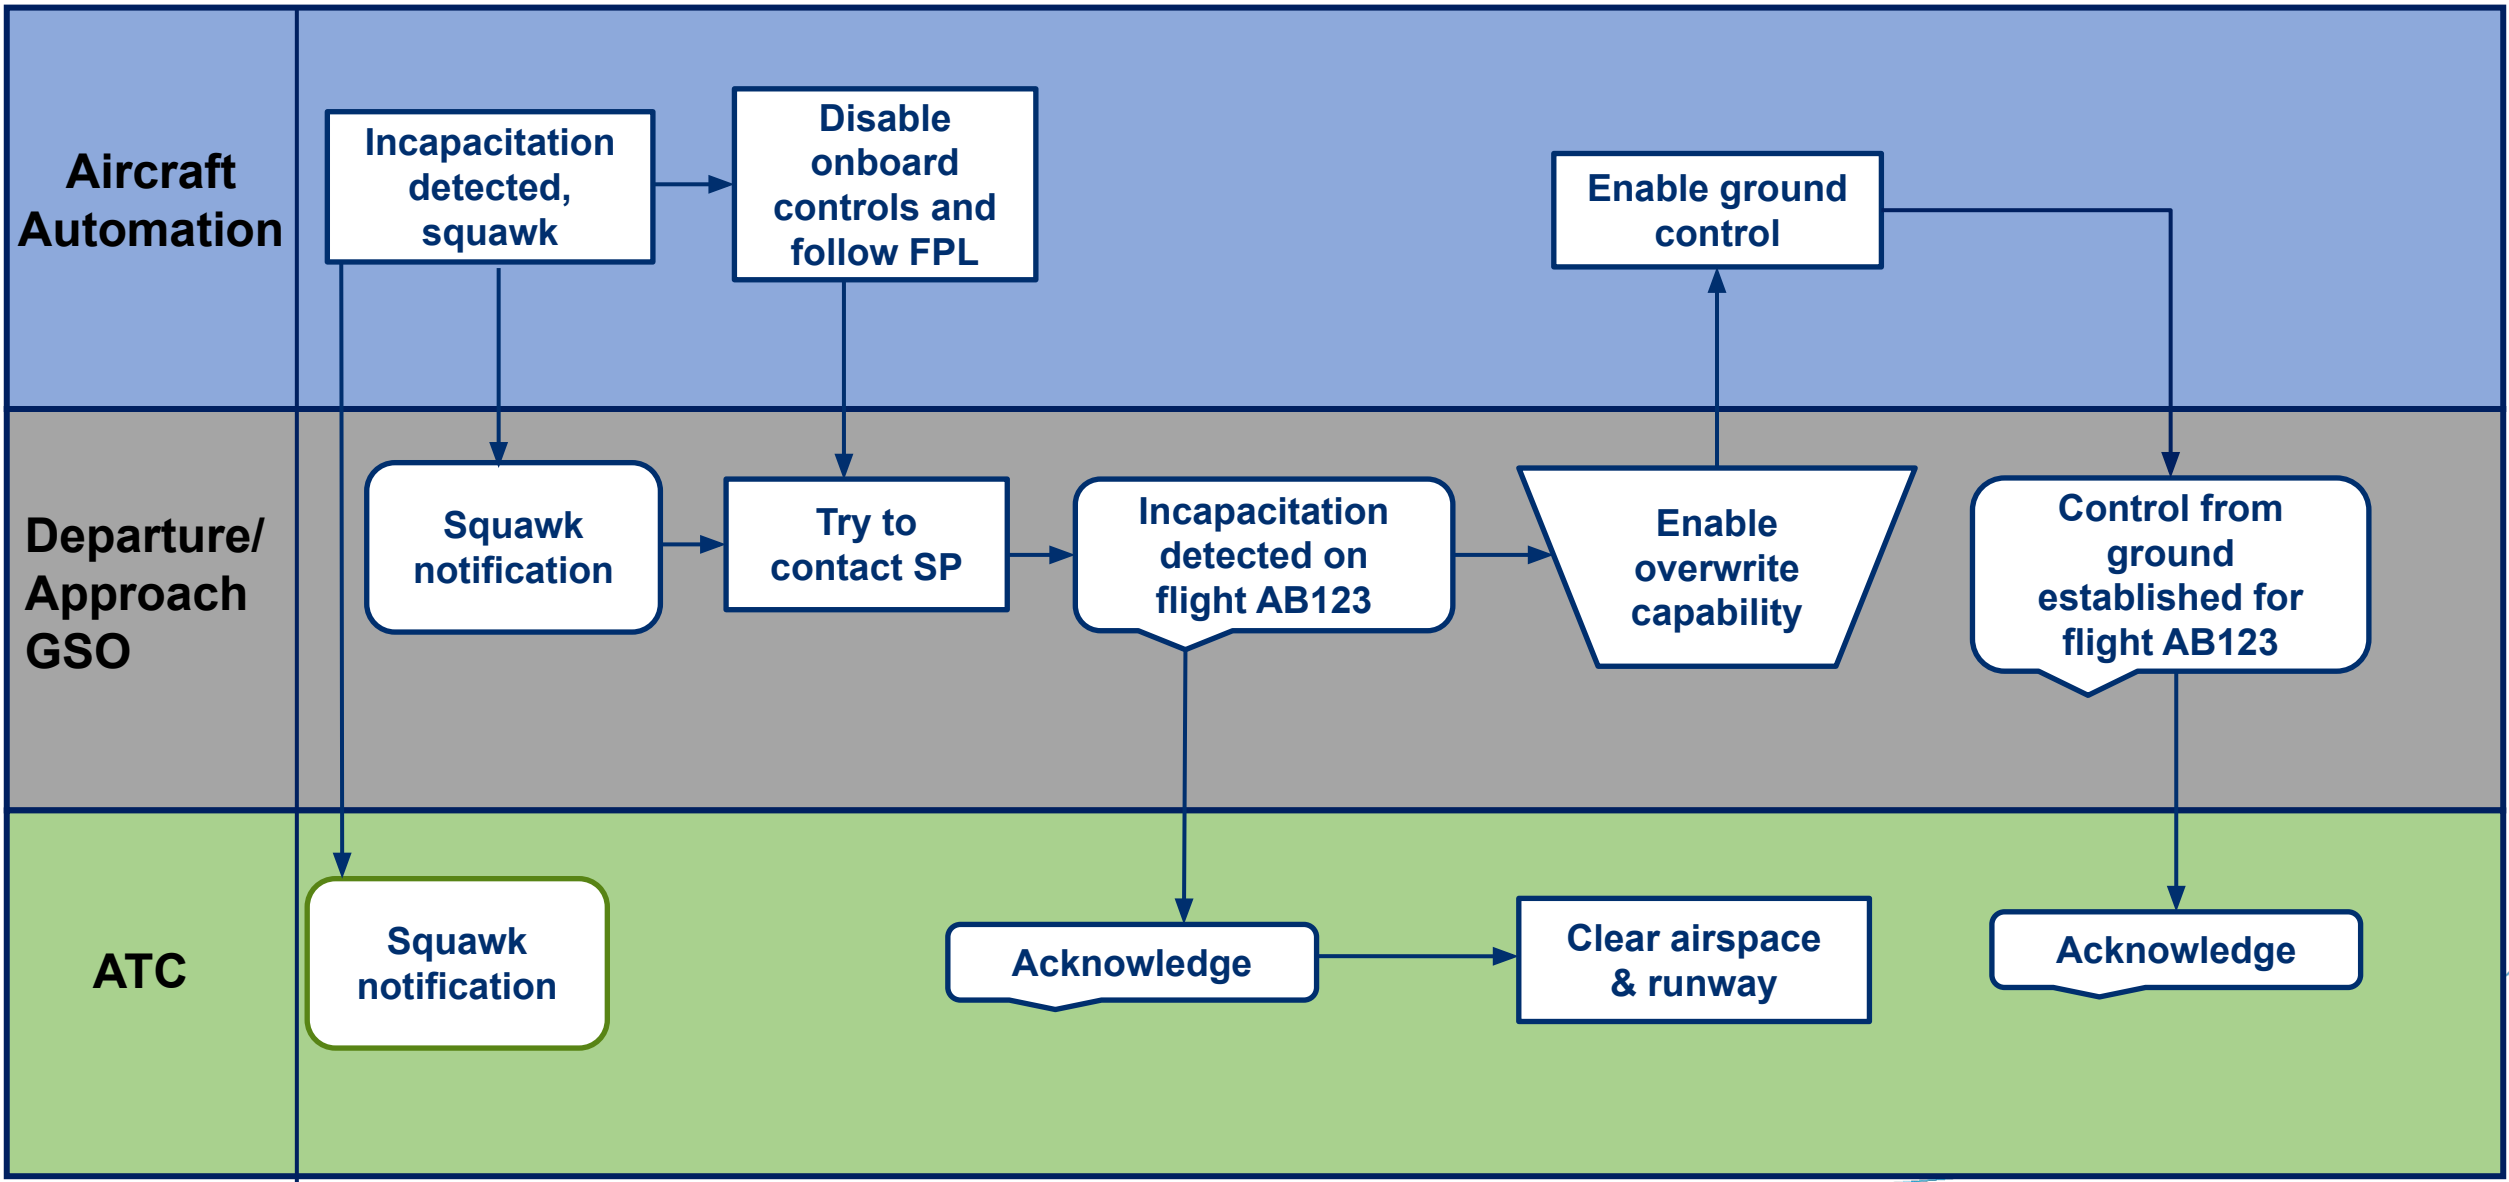 Aircraft
Automation
Incapacitation
detected,
squawk
Disable
onboard
controls and
follow FPL
Enable ground
control
Departure/
Approach
GSO
Squawk
notification
Try to
contact SP
Incapacitation
detected on
flight AB123
Enable
overwrite
capability
Control from
ground
established for
flight AB123
ATC
Squawk
notification
Acknowledge
Clear airspace
& runway
Acknowledge